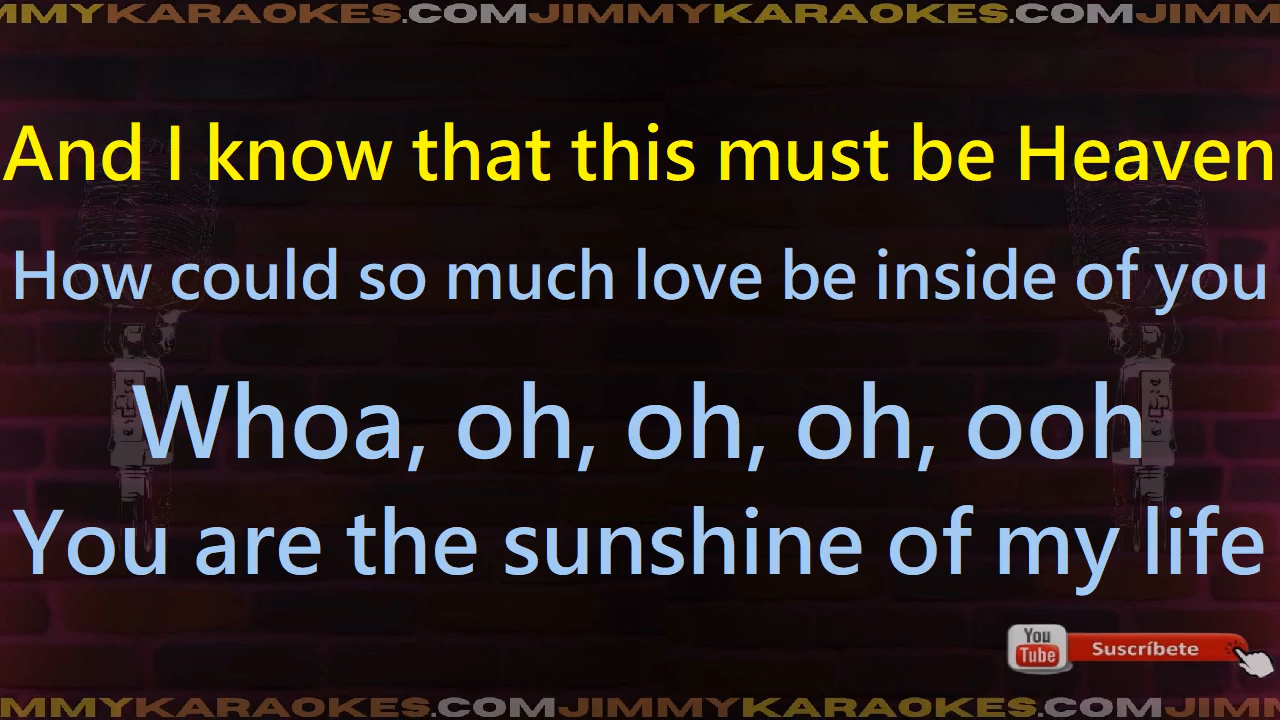 MMYKARAOKES.COMJIMMYKARAOKES.COMJIMM
And I know that this must be Heaven
How could so much love be inside of you
Whoa, oh, oh, oh, ooh
You are the sunshine of my life
You
Tube
Suscríbete
MMYKARAOKES.COMJIMMYKARAOKES.COMJIMM